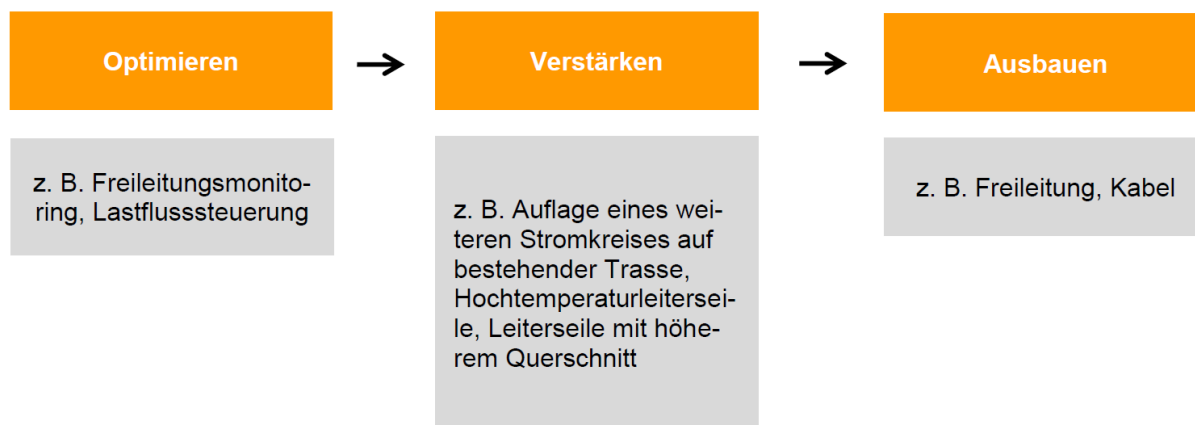 Optimieren
Verstärken
Ausbauen
z. B. Freileitungsmonito-
ring, Lastflusssteuerung
z. B. Auflage eines wei-
teren Stromkreises auf
bestehender Trasse,
Hochtemperaturleitersei-
le, Leiterseile mit höhe-
rem Querschnitt
z. B. Freileitung, Kabel